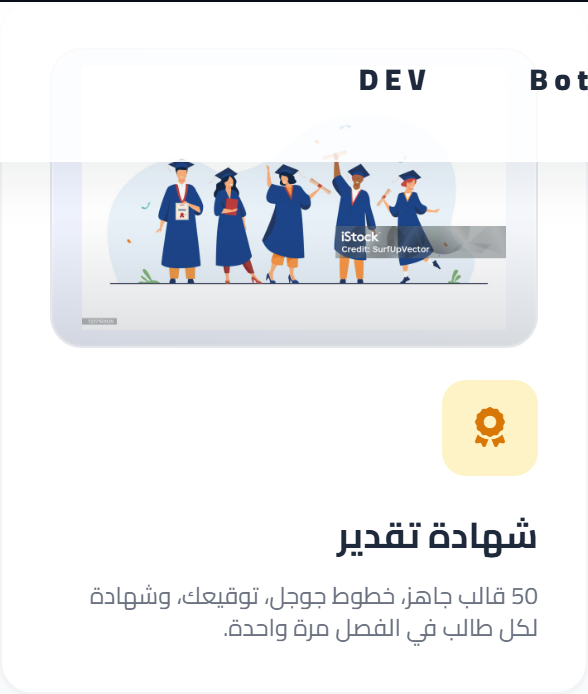 DEV Bot
iStock
Credit: SurfUpVector
شهادة تقدير
50 قالب جاهز، خطوط جوجل، توقيعك، وشهادة
لكل طالب في الفصل مرة واحدة.